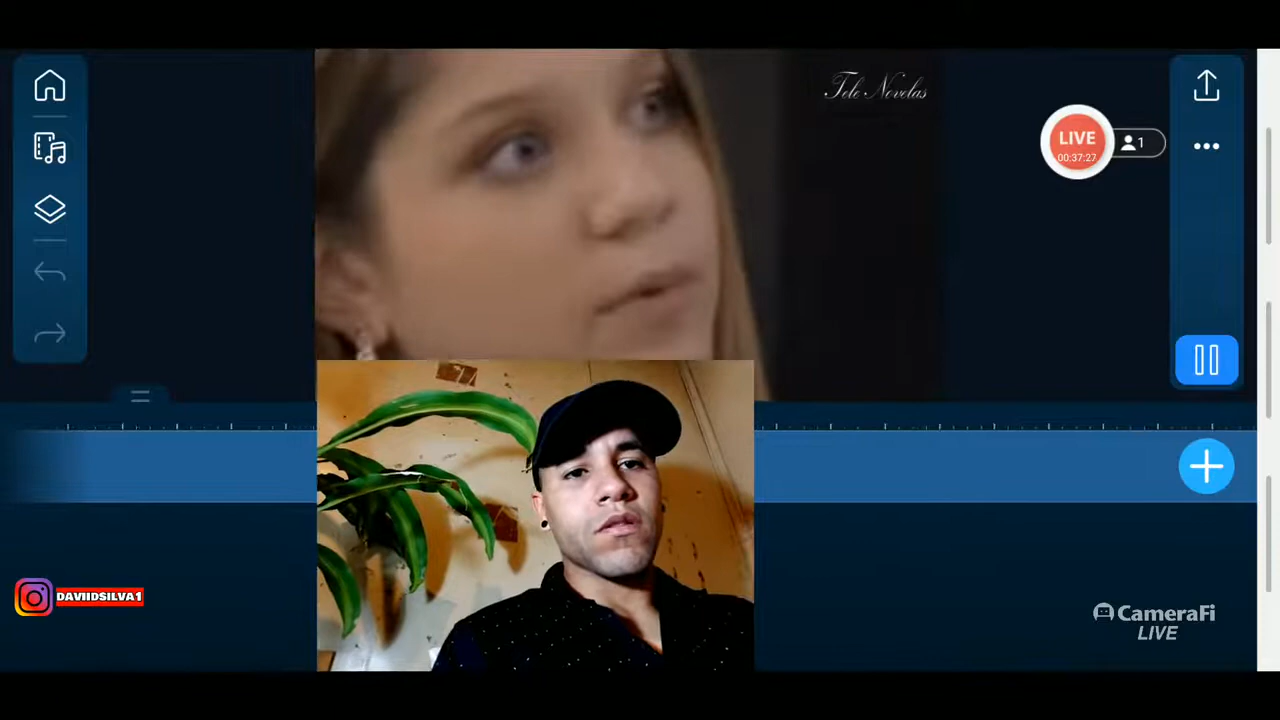 Tele Novelas
LIVE
00:37:27
1
DAVIIDSILVA1
CameraFi
LIVE